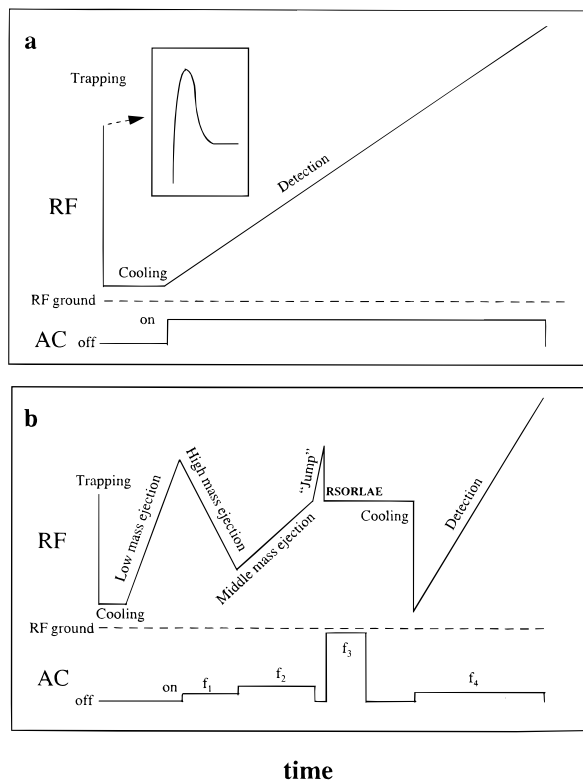 a
Trapping
Detection
RF
Cooling
RF ground
on
AC
off
b
Trapping
Low mass ejection
High mass ejection
Middle mass ejection
"Jump"
RSORLAE
Cooling
Detection
RF
Cooling
RF ground
on
f1
f2
f3
f4
AC
off
time